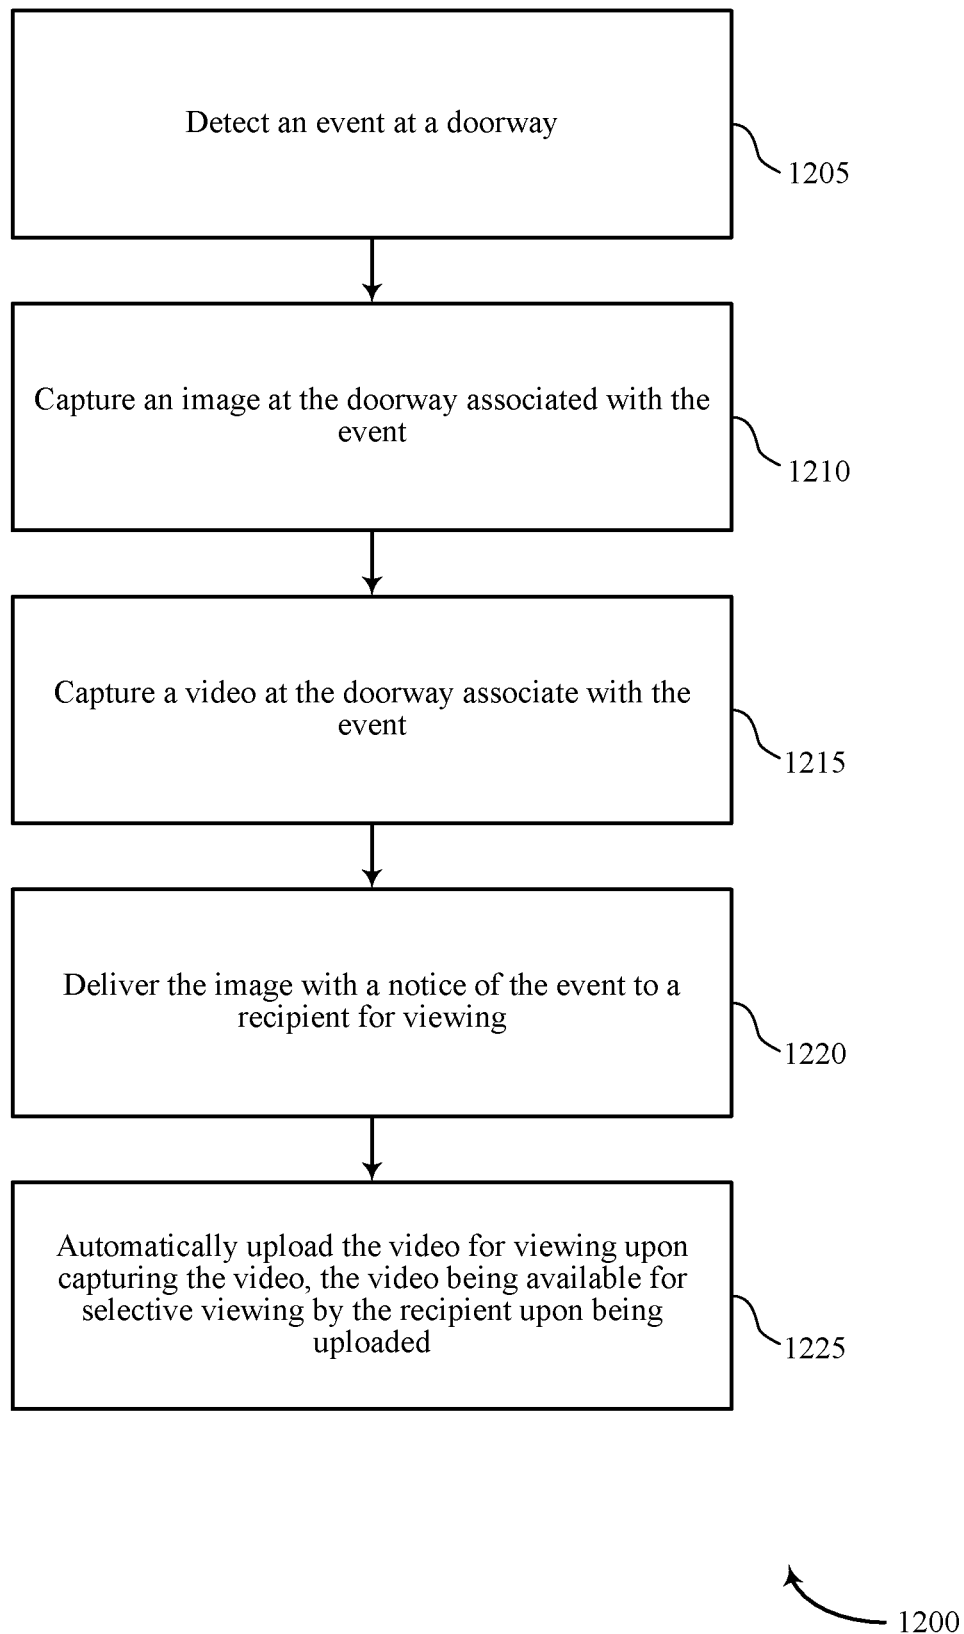 Detect an event at a doorway
1205
Capture an image at the doorway associated with the
event
1210
Capture a video at the doorway associate with the
event
1215
Deliver the image with a notice of the event to a
recipient for viewing
1220
Automatically upload the video for viewing upon
capturing the video, the video being available for
selective viewing by the recipient upon being
uploaded
1225
1200